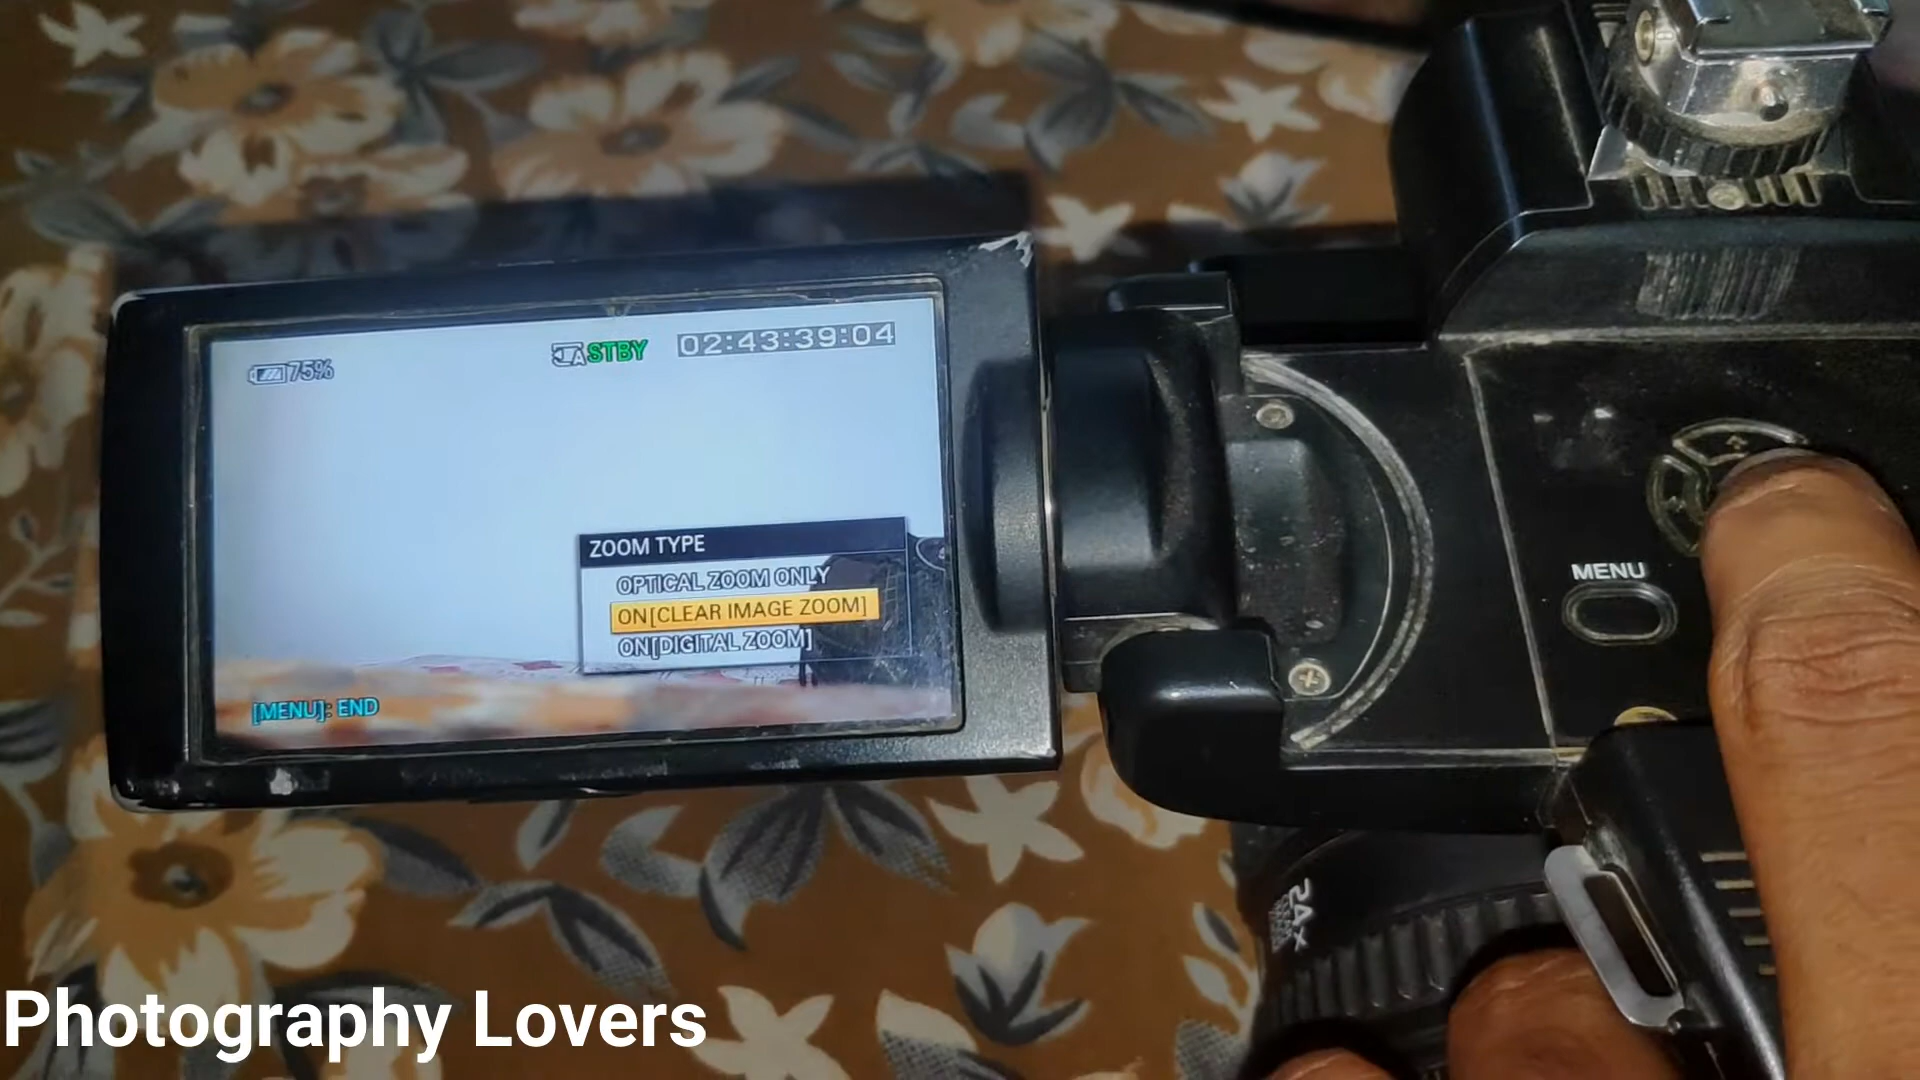 75%
STBY
02:43:39:04
ZOOM TYPE
OPTICAL ZOOM ONLY
ON[CLEAR IMAGE ZOOM]
ON[DIGITAL ZOOM]
[MENU]: END
MENU
24x
Photography Lovers